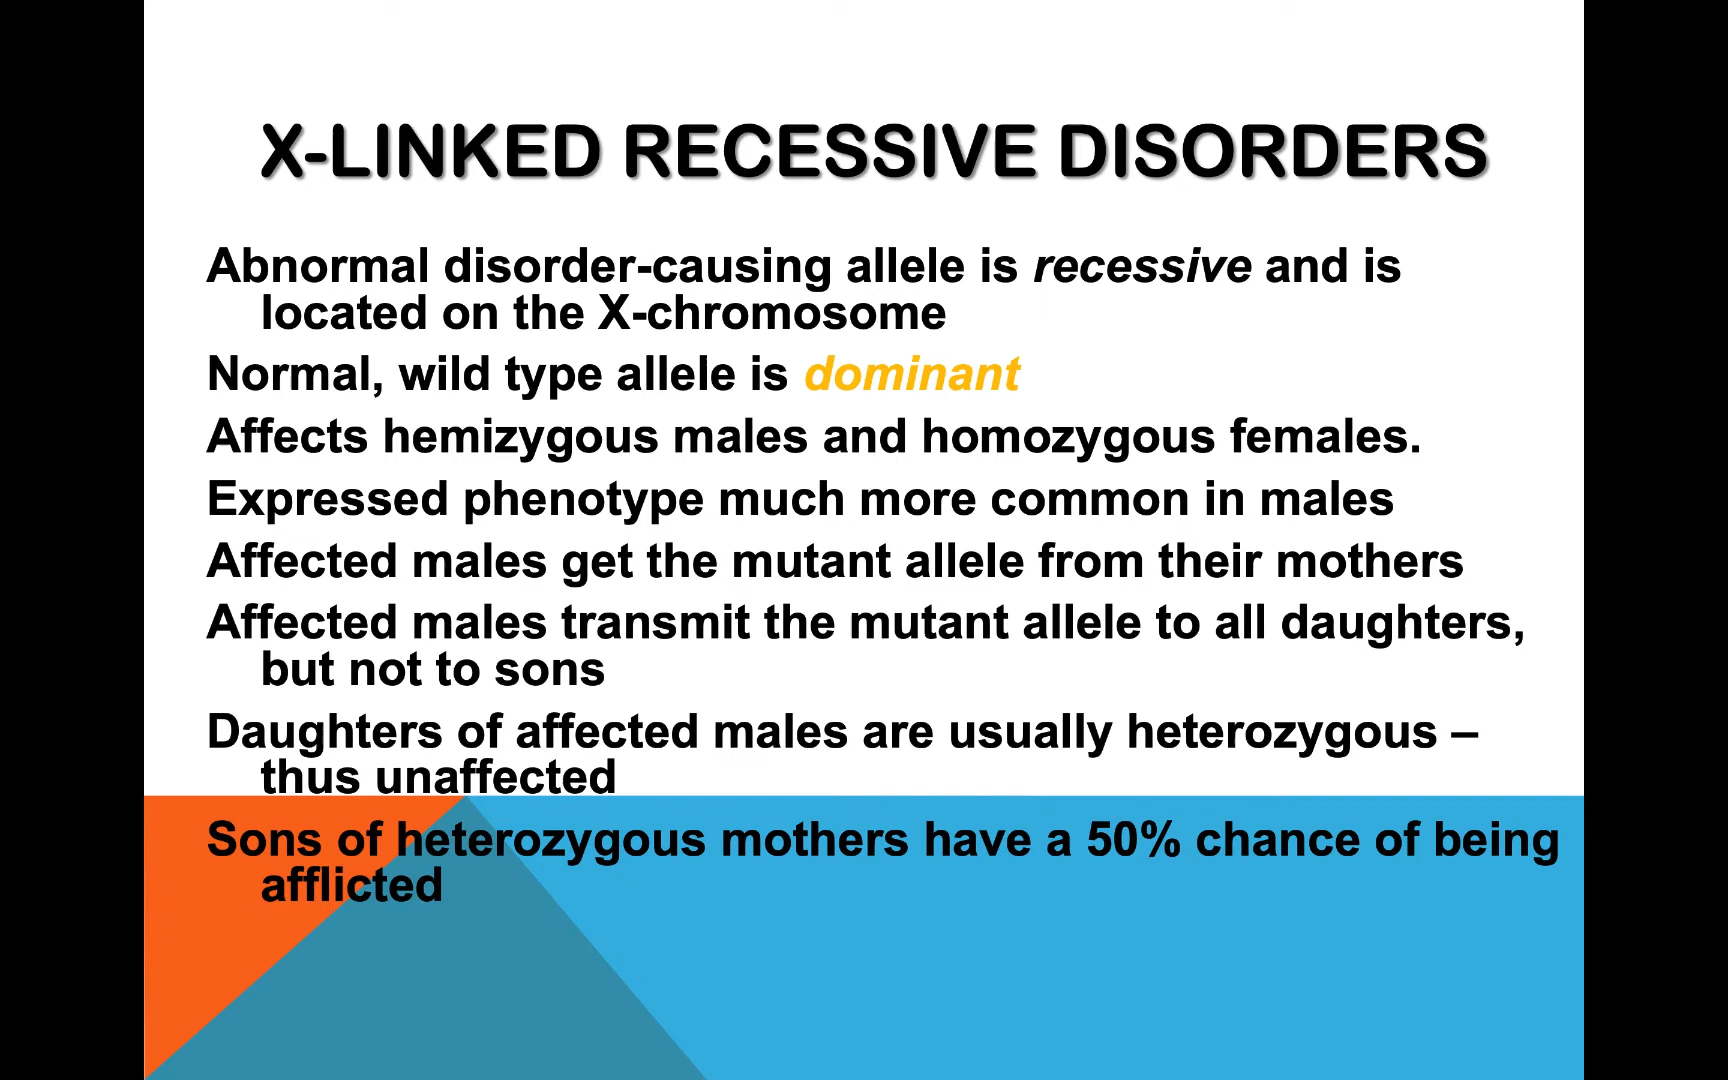 X-LINKED RECESSIVE DISORDERS
Abnormal disorder-causing allele is recessive and is
located on the X-chromosome
Normal, wild type allele is dominant
Affects hemizygous males and homozygous females.
Expressed phenotype much more common in males
Affected males get the mutant allele from their mothers
Affected males transmit the mutant allele to all daughters,
but not to sons
Daughters of affected males are usually heterozygous –
thus unaffected
Sons of heterozygous mothers have a 50% chance of being
afflicted